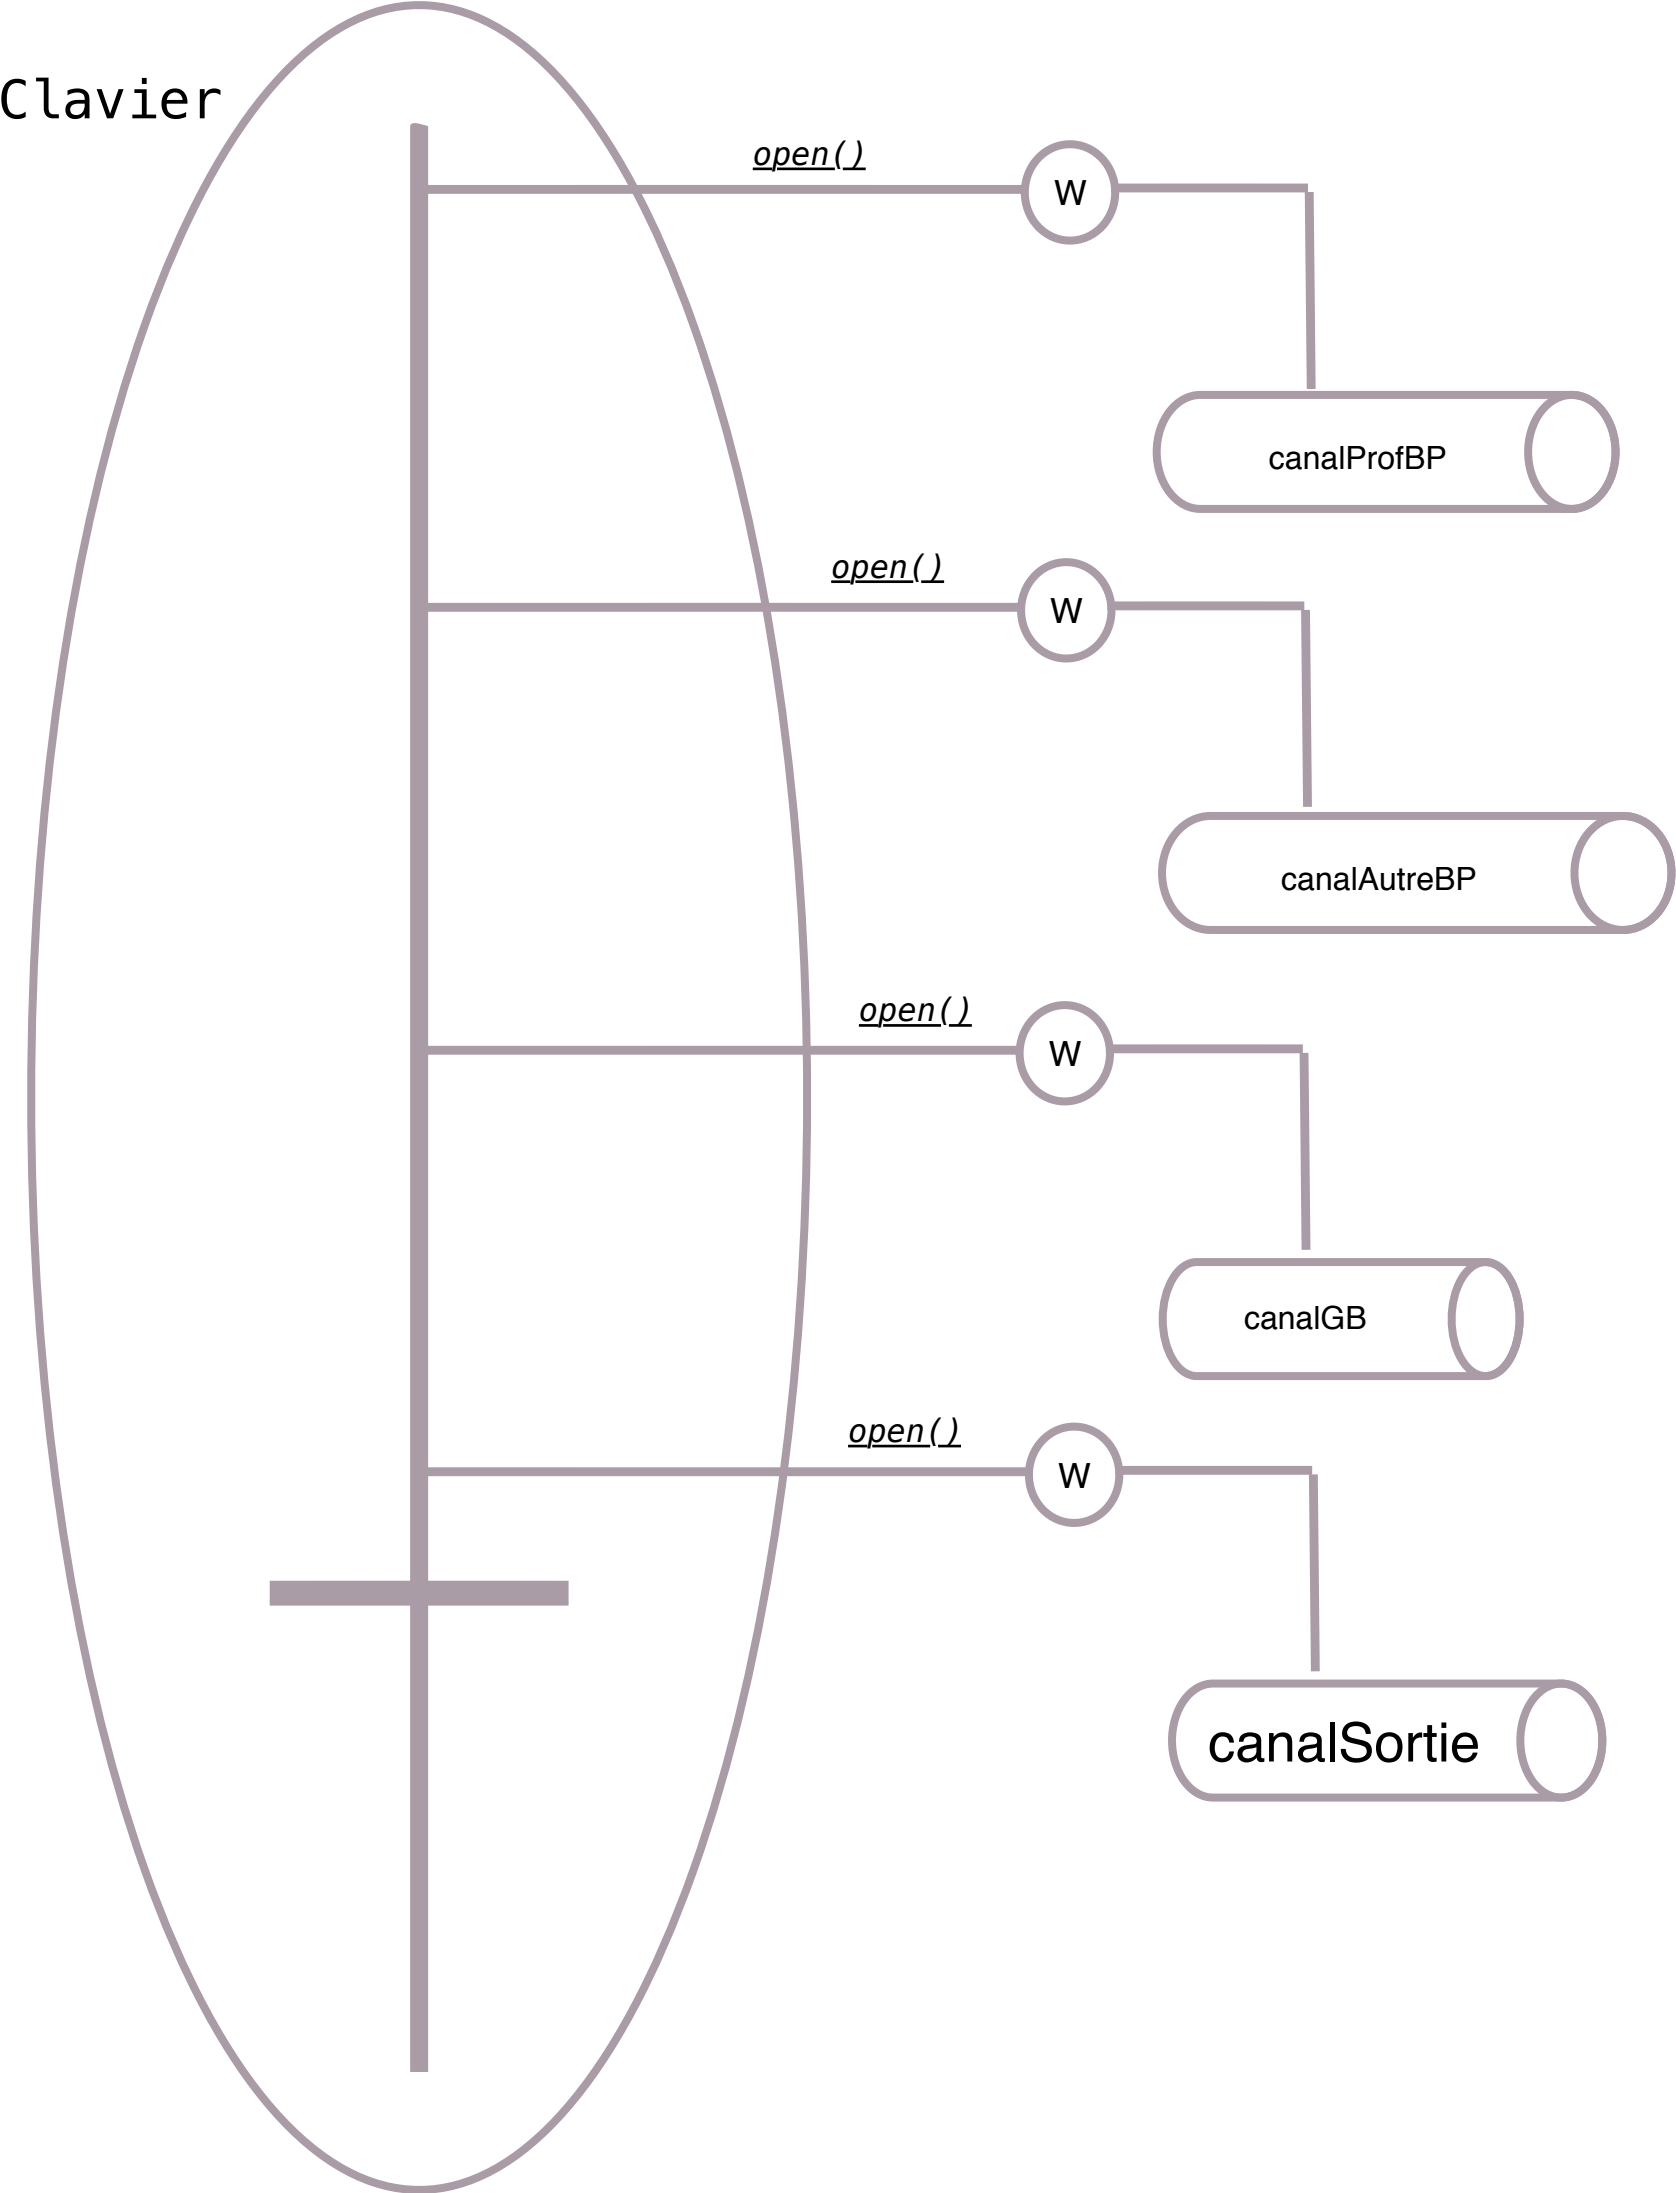 Clavier
open()
W
canalProfBP
open()
W
canalAutreBP
open()
W
canalGB
open()
W
canalSortie